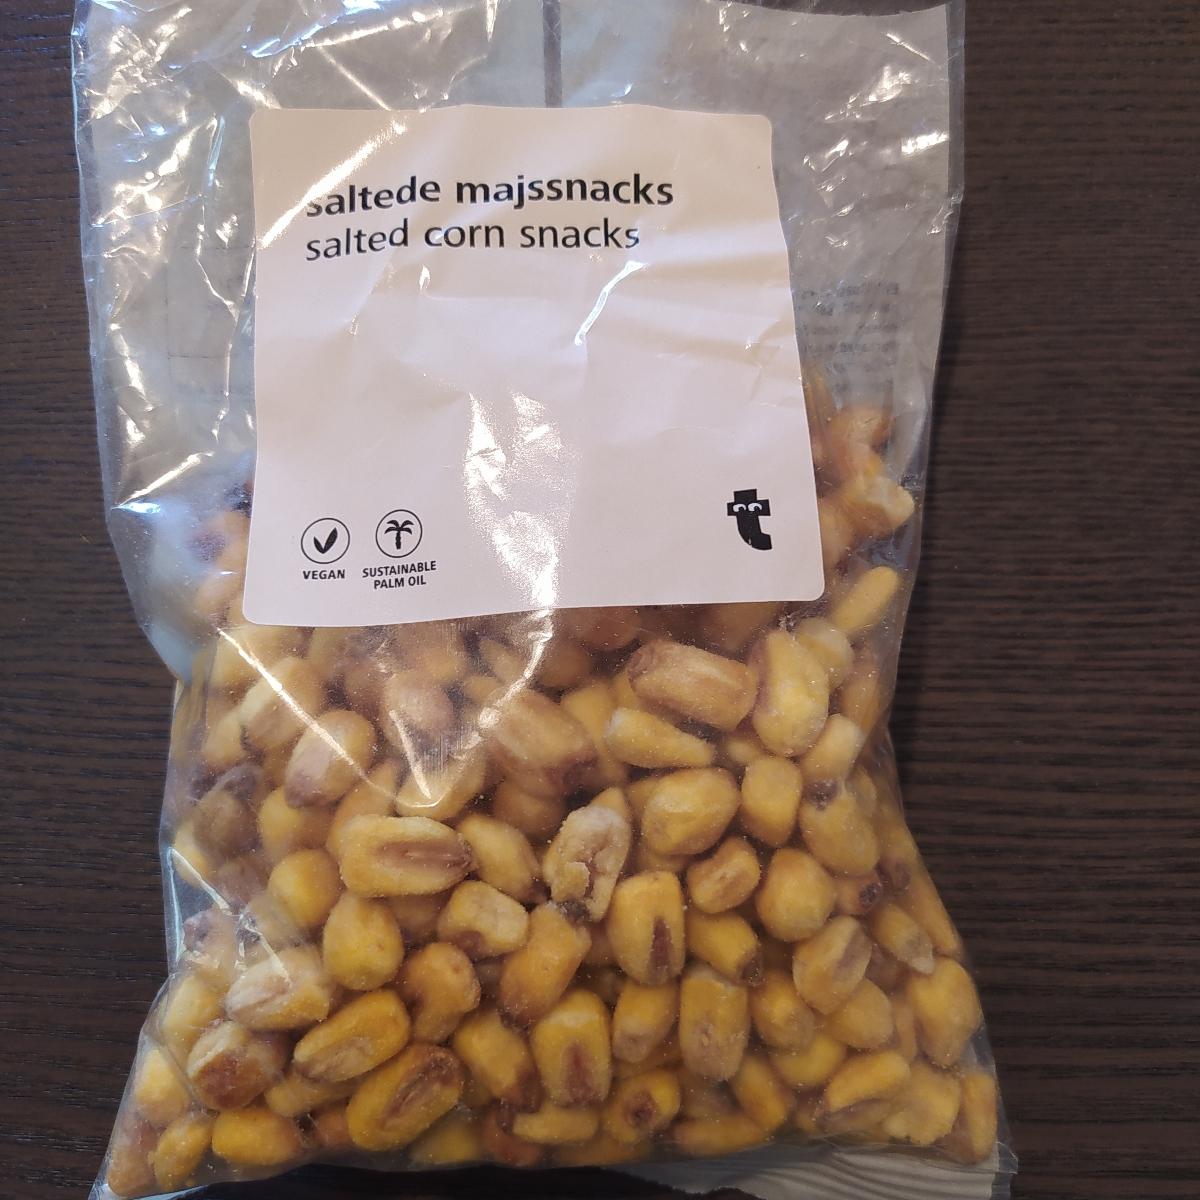 saltede majssnacks
salted corn snacks
VEGAN
SUSTAINABLE
PALM OIL
t